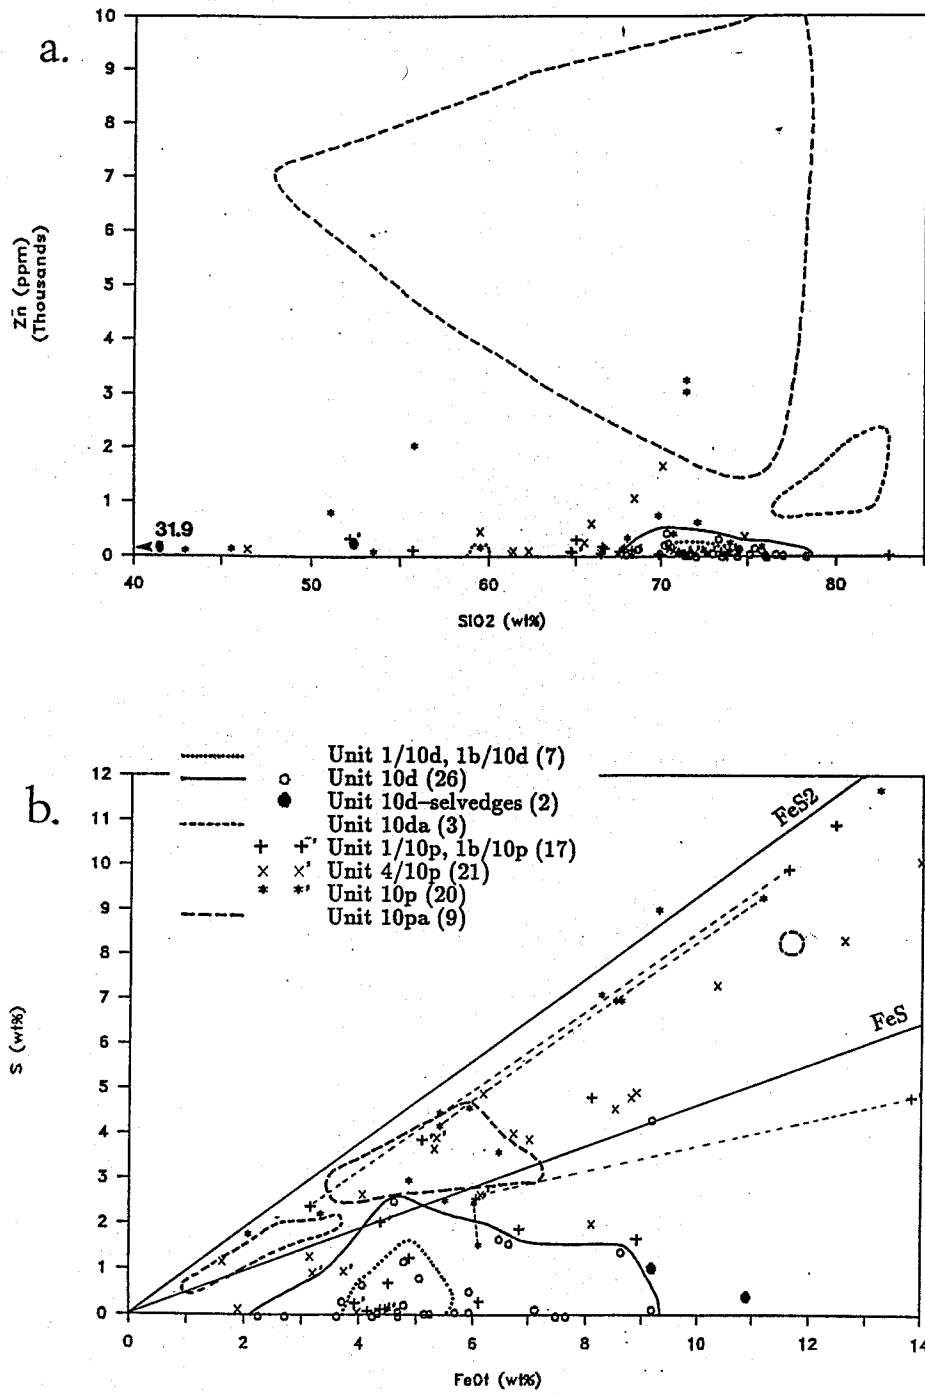 a.
10
9
8
7
6
5
4
3
2
1
0
Zn (ppm)
(Thousands)
31.9
40 50 60 70 80
SIO2 (wt%)
b.
Unit 1/10d, 1b/10d (7)
Unit 10d (26)
Unit 10d-selvedges (2)
Unit 10da (3)
Unit 1/10p, 1b/10p (17)
Unit 4/10p (21)
Unit 10p (20)
Unit 10pa (9)
FeS2
FeS
12
11
10
9
8
7
6
5
4
3
2
1
0
S (wt%)
0 2 4 6 8 10 12 14
FeOt (wt%)